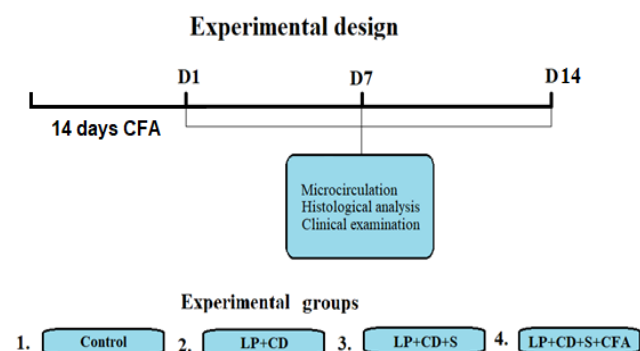 Experimental design
D1 D7 D14
14 days CFA
Microcirculation
Histological analysis
Clinical examination
Experimental groups
1. Control 2. LP+CD 3. LP+CD+S 4. LP+CD+S+CFA